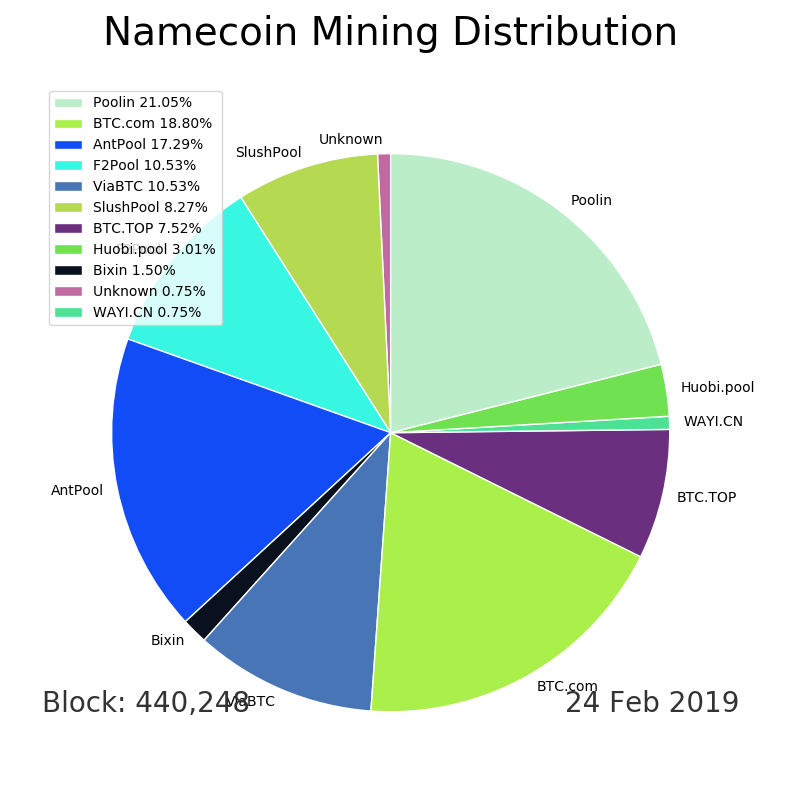 Namecoin Mining Distribution
Poolin 21.05%
BTC.com 18.80%
AntPool 17.29%
F2Pool 10.53%
ViaBTC 10.53%
SlushPool 8.27%
BTC.TOP 7.52%
Huobi.pool 3.01%
Bixin 1.50%
Unknown 0.75%
WAYI.CN 0.75%
Unknown
SlushPool
Poolin
Huobi.pool
WAYI.CN
AntPool
BTC.TOP
Bixin
BTC.com
ViaBTC
Block: 440,248
24 Feb 2019